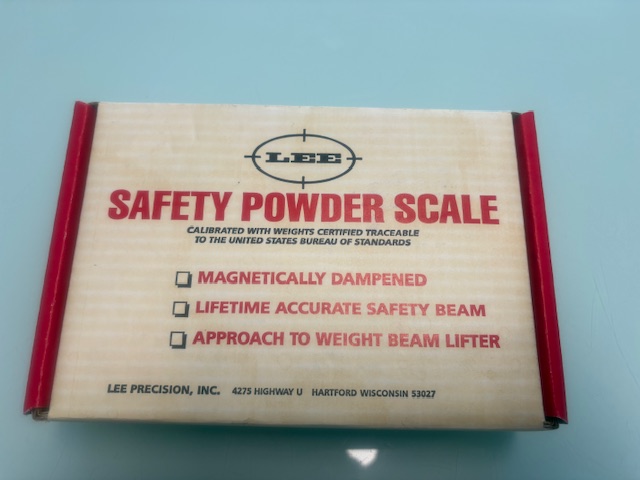 LEE
SAFETY POWDER SCALE
CALIBRATED WITH WEIGHTS CERTIFIED TRACEABLE
TO THE UNITED STATES BUREAU OF STANDARDS
MAGNETICALLY DAMPENED
LIFETIME ACCURATE SAFETY BEAM
APPROACH TO WEIGHT BEAM LIFTER
LEE PRECISION, INC. 4275 HIGHWAY U HARTFORD WISCONSIN 53027